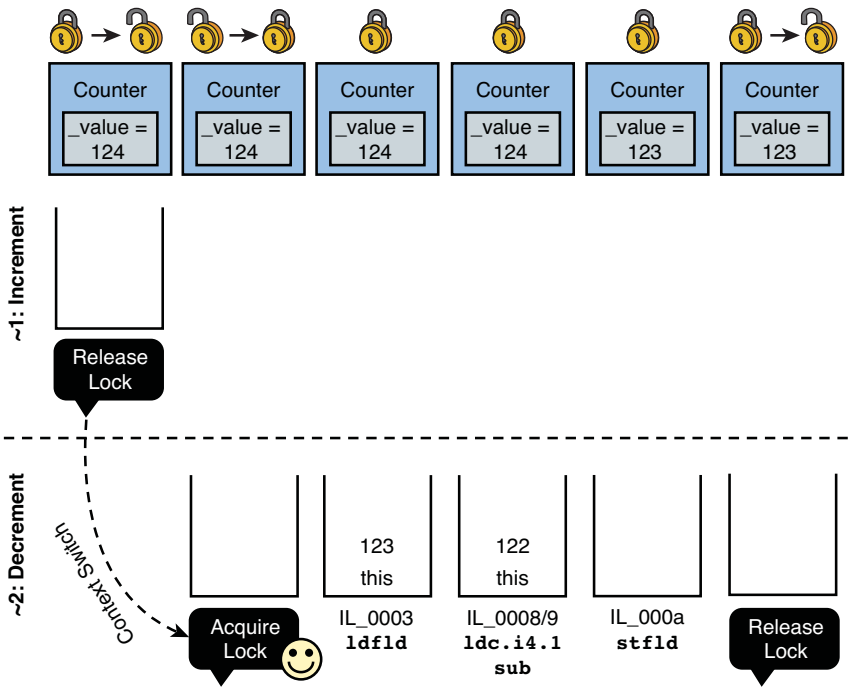 Counter
_value =
124
Counter
_value =
124
Counter
_value =
124
Counter
_value =
124
Counter
_value =
123
Counter
_value =
123
~1: Increment
Release
Lock
~2: Decrement
Context Switch
Acquire
Lock
123
this
IL_0003
ldfld
122
this
IL_0008/9
ldc.i4.1
sub
IL_000a
stfld
Release
Lock